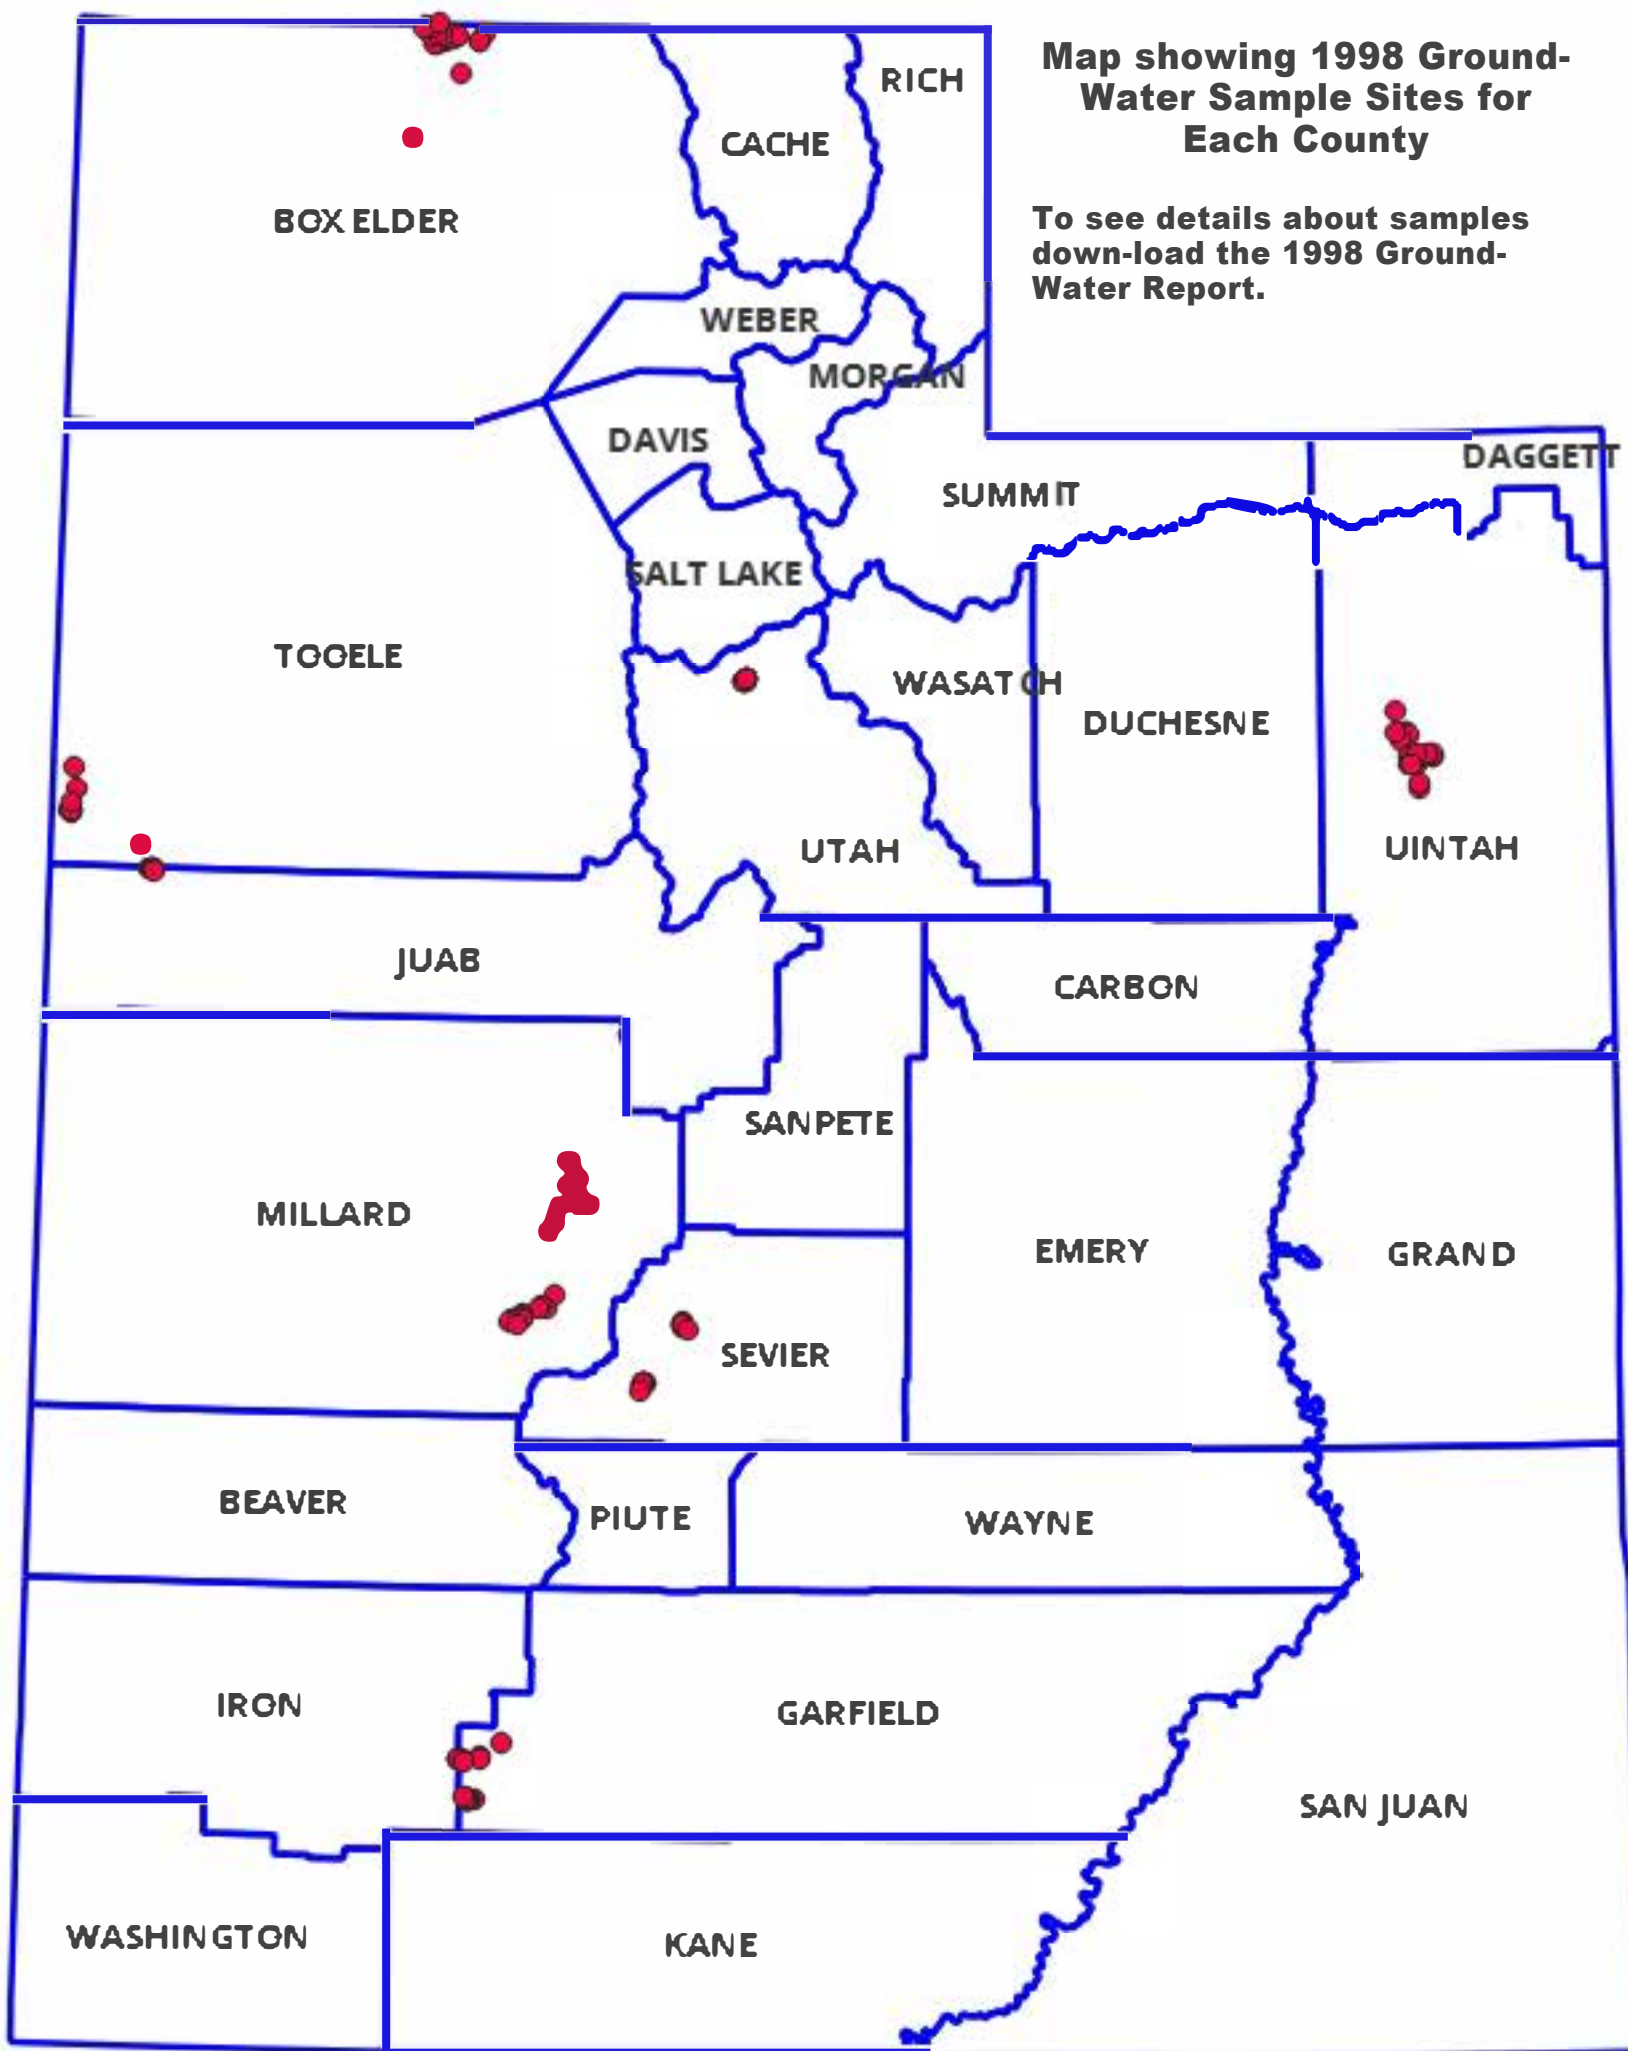 Map showing 1998 Ground-
Water Sample Sites for
Each County
To see details about samples
down-load the 1998 Ground-
Water Report.
RICH
CACHE
BOX ELDER
WEBER
MORGAN
DAVIS
DAGGETT
SUMMIT
SALT LAKE
TOOELE
WASATCH
DUCHESNE
UTAH
UINTAH
JUAB
CARBON
SANPETE
MILLARD
EMERY
GRAND
SEVIER
BEAVER
PIUTE
WAYNE
IRON
GARFIELD
SAN JUAN
WASHINGTON
KANE